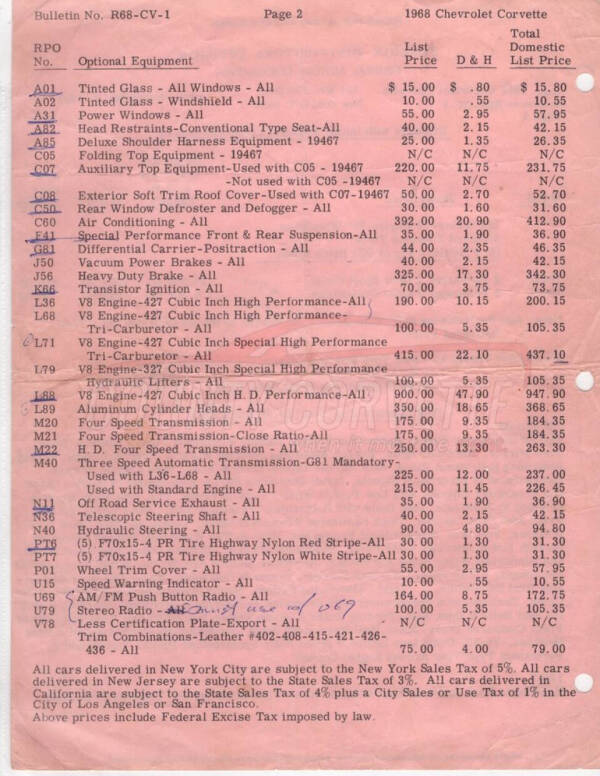 Bulletin No. R68-CV-1 Page 2 1968 Chevrolet Corvette
RPO No. Optional Equipment List Price D & H Total Domestic List Price
A01 Tinted Glass - All Windows - All $ 15.00 $ .80 $ 15.80
A02 Tinted Glass - Windshield - All 10.00 .55 10.55
A31 Power Windows - All 55.00 2.95 57.95
A82 Head Restraints-Conventional Type Seat-All 40.00 2.15 42.15
A85 Deluxe Shoulder Harness Equipment - 19467 25.00 1.35 26.35
C05 Folding Top Equipment - 19467 N/C N/C N/C
C07 Auxiliary Top Equipment-Used with C05 - 19467 220.00 11.75 231.75
-Not used with C05 -19467 N/C N/C N/C
C08 Exterior Soft Trim Roof Cover-Used with C07-19467 50.00 2.70 52.70
C50 Rear Window Defroster and Defogger - All 30.00 1.60 31.60
C60 Air Conditioning - All 392.00 20.90 412.90
F41 Special Performance Front & Rear Suspension-All 35.00 1.90 36.90
G81 Differential Carrier-Positraction - All 44.00 2.35 46.35
J50 Vacuum Power Brakes - All 40.00 2.15 42.15
J56 Heavy Duty Brake - All 325.00 17.30 342.30
K66 Transistor Ignition - All 70.00 3.75 73.75
L36 V8 Engine-427 Cubic Inch High Performance-All 190.00 10.15 200.15
L68 V8 Engine-427 Cubic Inch High Performance-
Tri-Carburetor - All 100.00 5.35 105.35
L71 V8 Engine-427 Cubic Inch Special High Performance
Tri-Carburetor - All 415.00 22.10 437.10
L79 V8 Engine-327 Cubic Inch Special High Performance
Hydraulic Lifters - All 100.00 5.35 105.35
L88 V8 Engine-427 Cubic Inch H. D. Performance-All 900.00 47.90 947.90
L89 Aluminum Cylinder Heads - All 350.00 18.65 368.65
M20 Four Speed Transmission - All 175.00 9.35 184.35
M21 Four Speed Transmission-Close Ratio-All 175.00 9.35 184.35
M22 H. D. Four Speed Transmission - All 250.00 13.30 263.30
M40 Three Speed Automatic Transmission-G81 Mandatory-
Used with L36-L68 - All 225.00 12.00 237.00
Used with Standard Engine - All 215.00 11.45 226.45
N11 Off Road Service Exhaust - All 35.00 1.90 36.90
N36 Telescopic Steering Shaft - All 40.00 2.15 42.15
N40 Hydraulic Steering - All 90.00 4.80 94.80
PT6 (5) F70x15-4 PR Tire Highway Nylon Red Stripe-All 30.00 1.30 31.30
PT7 (5) F70x15-4 PR Tire Highway Nylon White Stripe-All 30.00 1.30 31.30
P01 Wheel Trim Cover - All 55.00 2.95 57.95
U15 Speed Warning Indicator - All 10.00 .55 10.55
U69 AM/FM Push Button Radio - All 164.00 8.75 172.75
U79 Stereo Radio - All must use w/ U69 100.00 5.35 105.35
V78 Less Certification Plate-Export - All N/C N/C N/C
Trim Combinations-Leather #402-408-415-421-426-
436 - All 75.00 4.00 79.00
All cars delivered in New York City are subject to the New York Sales Tax of 5%. All cars
delivered in New Jersey are subject to the State Sales Tax of 3%. All cars delivered in
California are subject to the State Sales Tax of 4% plus a City Sales or Use Tax of 1% in the
City of Los Angeles or San Francisco.
Above prices include Federal Excise Tax imposed by law.
CORVETTE